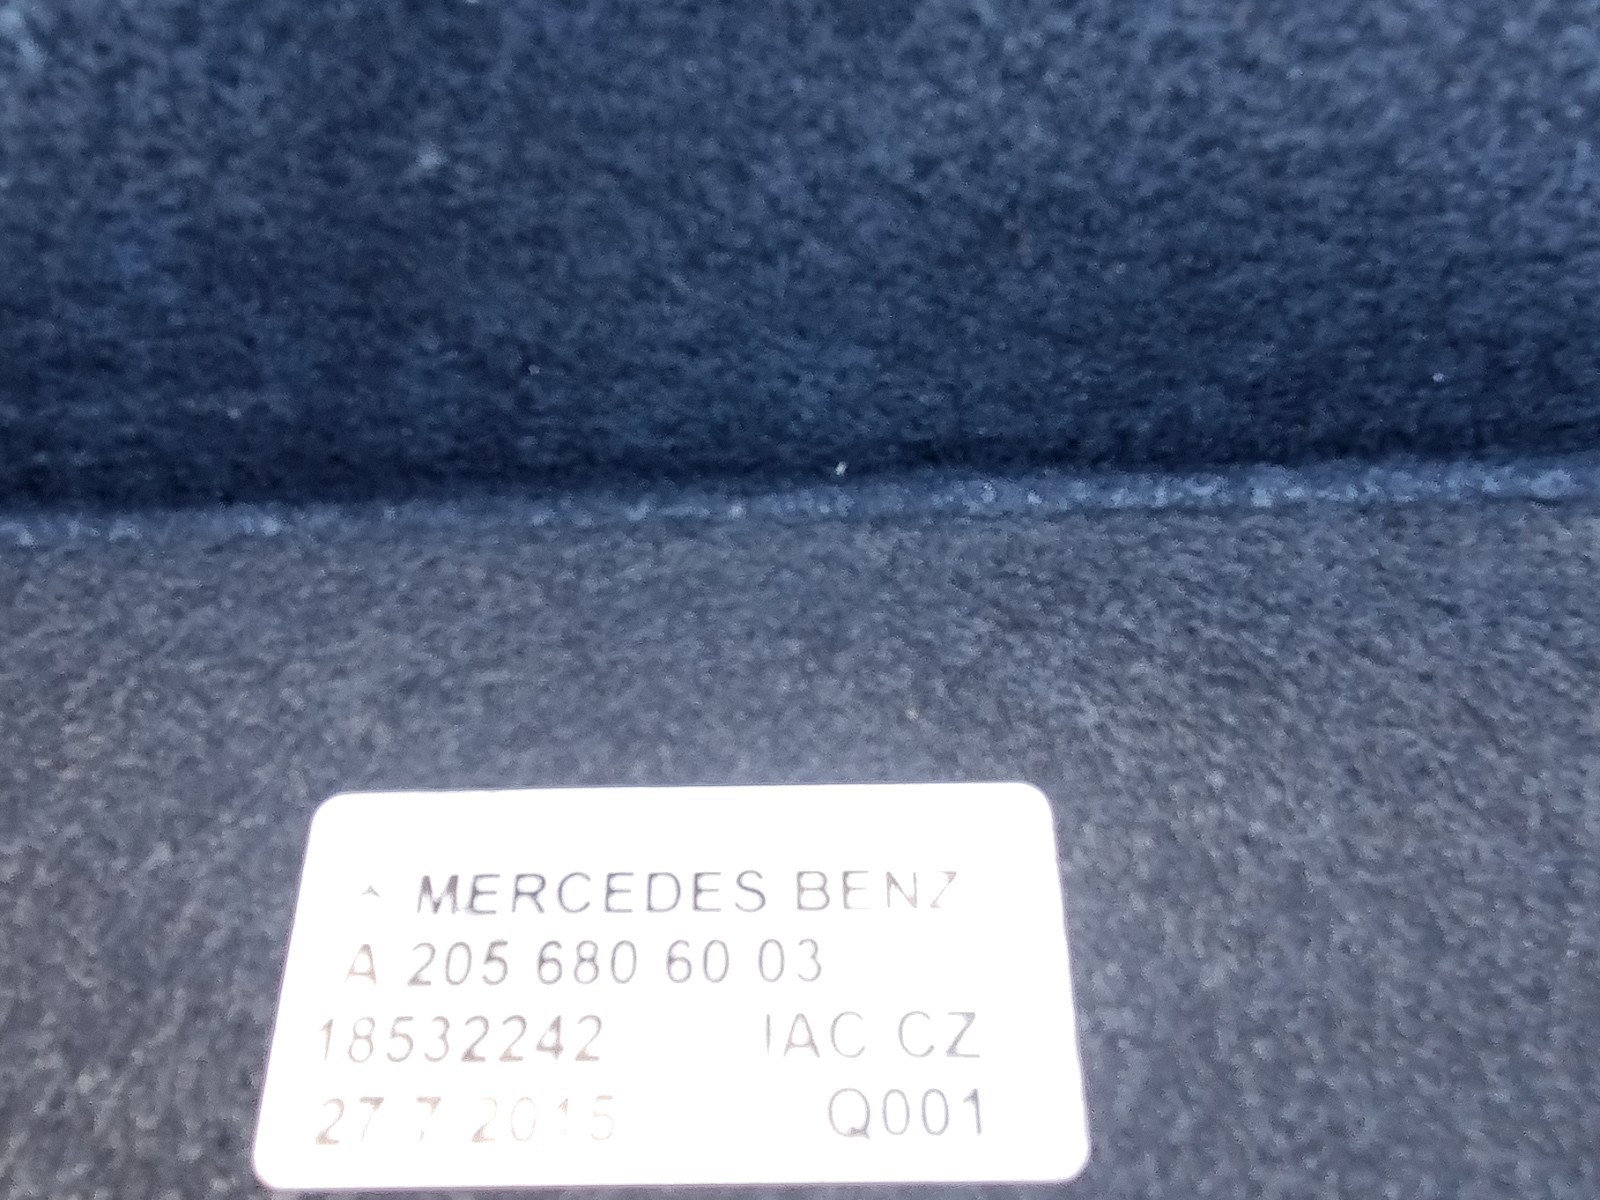 MERCEDES BENZ
A 205 680 60 03
18532242 IAC CZ
27 7 2015 Q001